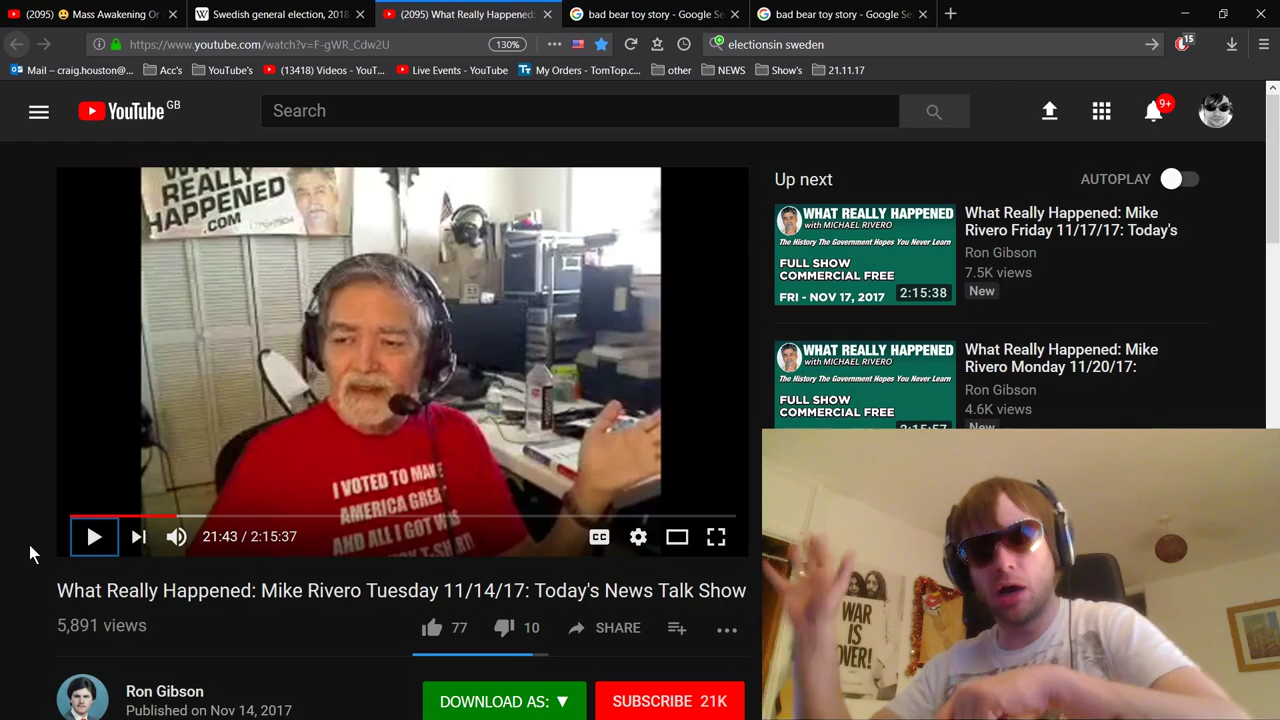 (2095) 😀 Mass Awakening Or
Swedish general election, 2018
(2095) What Really Happened:
bad bear toy story - Google Se
bad bear toy story - Google Se
https://www.youtube.com/watch?v=F-gWR_Cdw2U
130%
electionsin sweden
15
Mail – craig.houston@...
Acc's
YouTube's
(13418) Videos - YouT...
Live Events - YouTube
My Orders - TomTop.c...
other
NEWS
Show's
21.11.17
YouTube GB
Search
9+
WHAT
REALLY
HAPPENED
.COM
I VOTED TO MAKE
AMERICA GREA
AND ALL I GOT W S
T-SHIRT!
21:43 / 2:15:37
CC
Up next
AUTOPLAY
WHAT REALLY HAPPENED
with MICHAEL RIVERO
The History The Government Hopes You Never Learn
FULL SHOW
COMMERCIAL FREE
FRI - NOV 17, 2017
2:15:38
What Really Happened: Mike
Rivero Friday 11/17/17: Today's
Ron Gibson
7.5K views
New
WHAT REALLY HAPPENED
with MICHAEL RIVERO
The History The Government Hopes You Never Learn
FULL SHOW
COMMERCIAL FREE
2:15:57
What Really Happened: Mike
Rivero Monday 11/20/17:
Ron Gibson
4.6K views
New
WAR
IS
OVER!
What Really Happened: Mike Rivero Tuesday 11/14/17: Today's News Talk Show
5,891 views
77
10
SHARE
Ron Gibson
Published on Nov 14, 2017
DOWNLOAD AS: ▼
SUBSCRIBE 21K